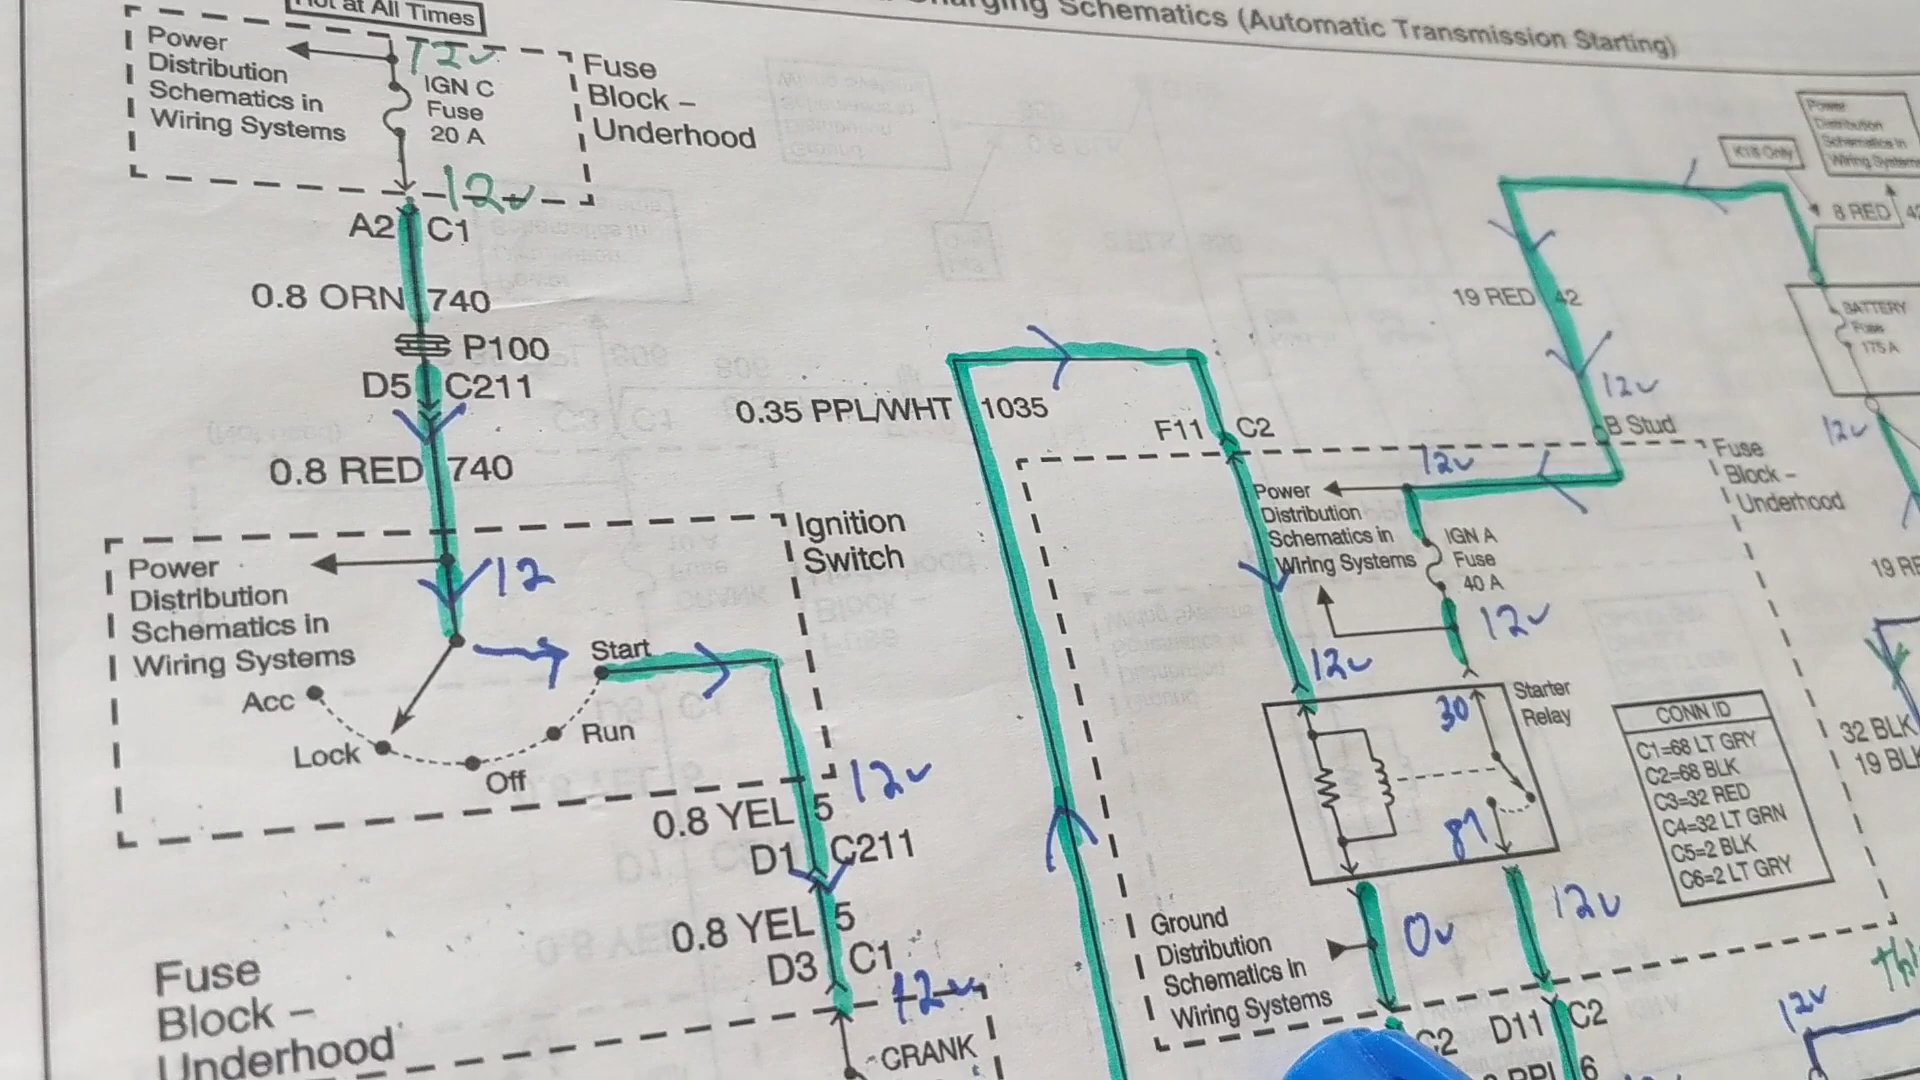 Hot at All Times
Charging Schematics (Automatic Transmission Starting)
Power
Distribution
Schematics in
Wiring Systems
12v
IGN C
Fuse
20 A
Fuse
Block –
Underhood
12v
A2 C1
0.8 ORN 740
P100
D5 C211
0.8 RED 740
Ignition
Switch
Power
Distribution
Schematics in
Wiring Systems
12
Start
Acc
Lock
Off
Run
12v
0.8 YEL 5
D1 C211
0.8 YEL 5
D3 C1
12v
Fuse
Block –
Underhood
CRANK
0.35 PPL/WHT 1035
F11 C2
Power
Distribution
Schematics in
Wiring Systems
K18 Only
8 RED 42
19 RED 42
BATTERY
Fuse
175 A
12v
B Stud
12v
12v
Fuse
Block –
Underhood
Power
Distribution
Schematics in
Wiring Systems
IGN A
Fuse
40 A
12v
12v
30
87
Starter
Relay
CONN ID
C1=68 LT GRY
C2=68 BLK
C3=32 RED
C4=32 LT GRN
C5=2 BLK
C6=2 LT GRY
32 BLK
19 BLK
Ground
Distribution
Schematics in
Wiring Systems
0v
12v
C2 D11 C2
12v